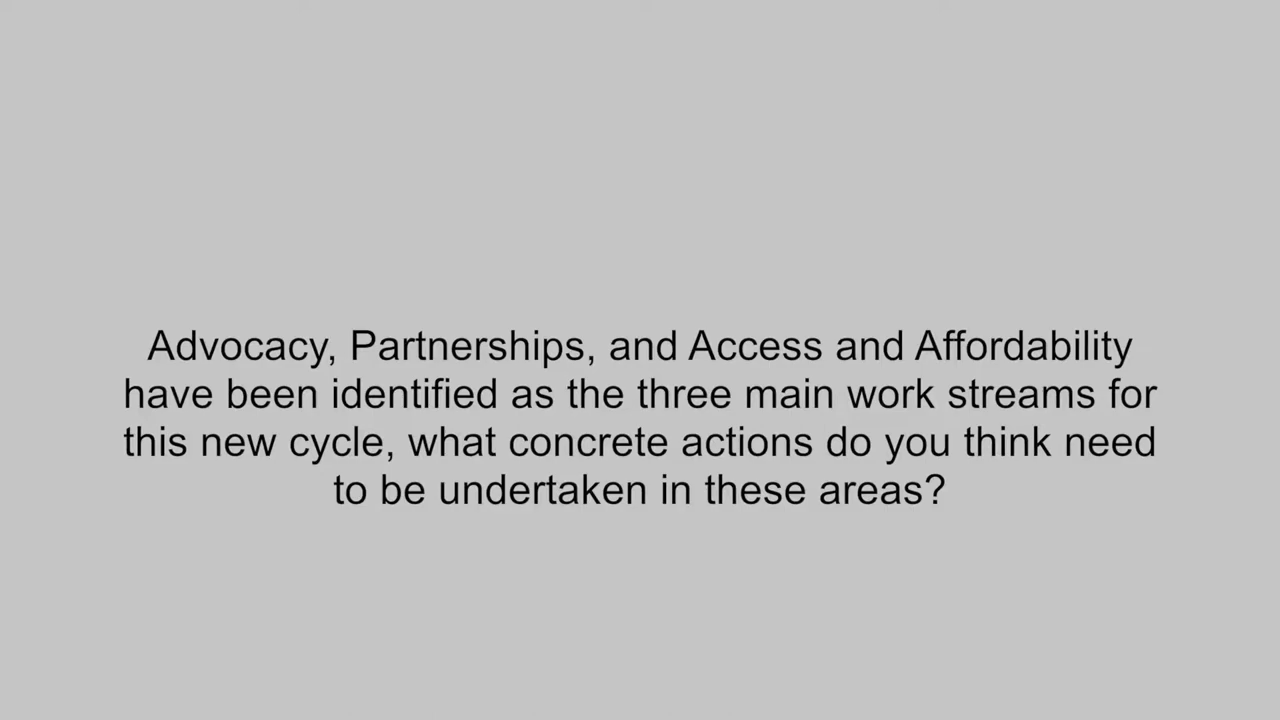 Advocacy, Partnerships, and Access and Affordability
have been identified as the three main work streams for
this new cycle, what concrete actions do you think need
to be undertaken in these areas?